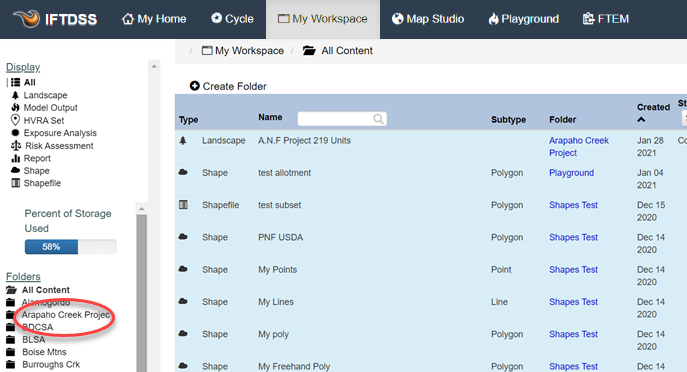 IFTDSS My Home Cycle My Workspace Map Studio Playground FTEM
/ My Workspace / All Content
Display
All
Landscape
Model Output
HVRA Set
Exposure Analysis
Risk Assessment
Report
Shape
Shapefile
Percent of Storage
Used
58%
Folders
All Content
Alamogordo
Arapaho Creek Projec
BDCSA
BLSA
Boise Mtns
Burroughs Crk
Create Folder
Type Name Subtype Folder Created St
Landscape A.N.F Project 219 Units Arapaho Creek Jan 28 Co
Project 2021
Shape test allotment Polygon Playground Jan 04
2021
Shapefile test subset Polygon Shapes Test Dec 15
2020
Shape PNF USDA Polygon Shapes Test Dec 14
2020
Shape My Points Point Shapes Test Dec 14
2020
Shape My Lines Line Shapes Test Dec 14
2020
Shape My poly Polygon Shapes Test Dec 14
2020
Shape My Freehand Poly Polygon Shapes Test Dec 14